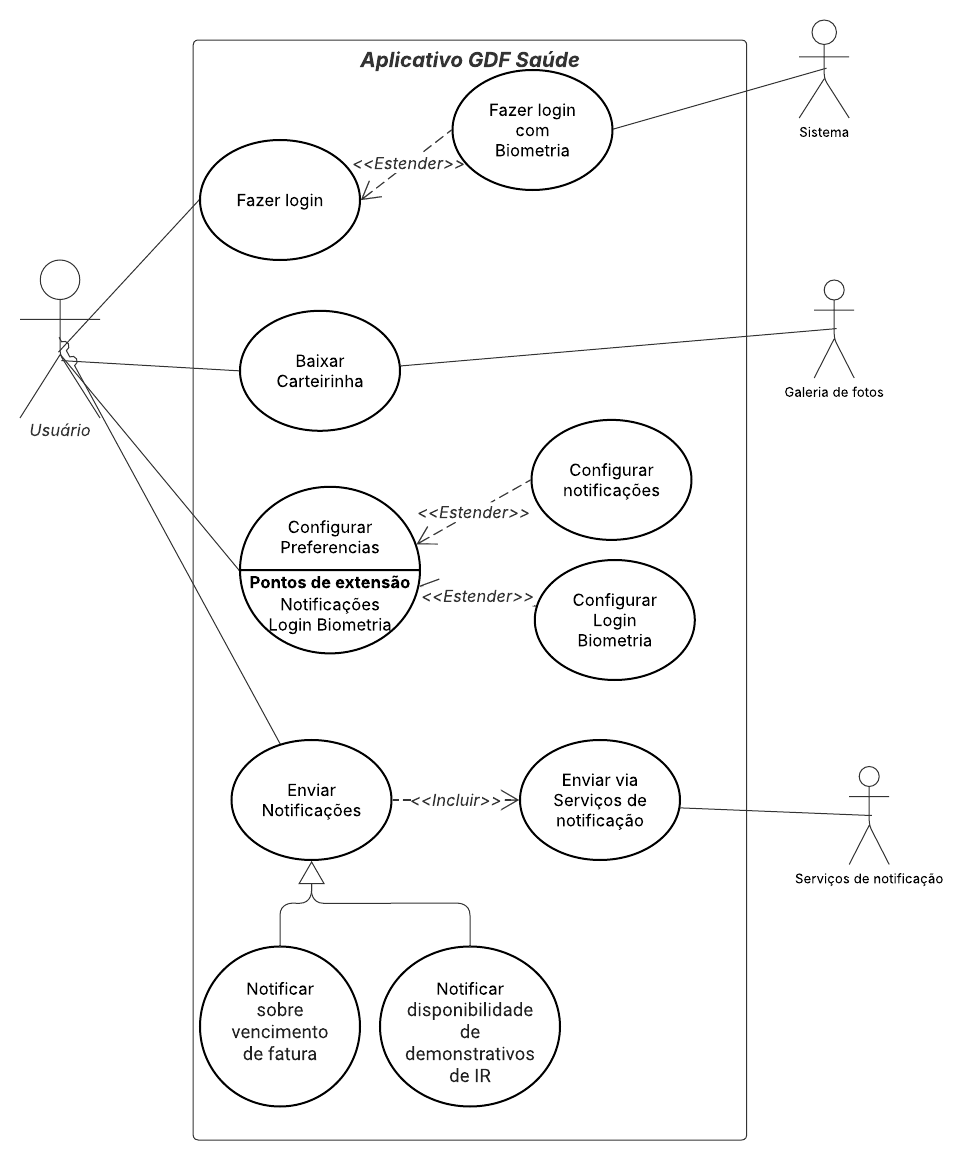 Aplicativo GDF Saúde
Sistema
Fazer login
com
Biometria
<<Estender>>
Fazer login
Usuário
Baixar
Carteirinha
Galeria de fotos
Configurar
notificações
<<Estender>>
Configurar
Preferencias
Pontos de extensão
Notificações
Login Biometria
<<Estender>>
Configurar
Login
Biometria
Enviar
Notificações
<<Incluir>>
Enviar via
Serviços de
notificação
Serviços de notificação
Notificar
sobre
vencimento
de fatura
Notificar
disponibilidade
de
demonstrativos
de IR